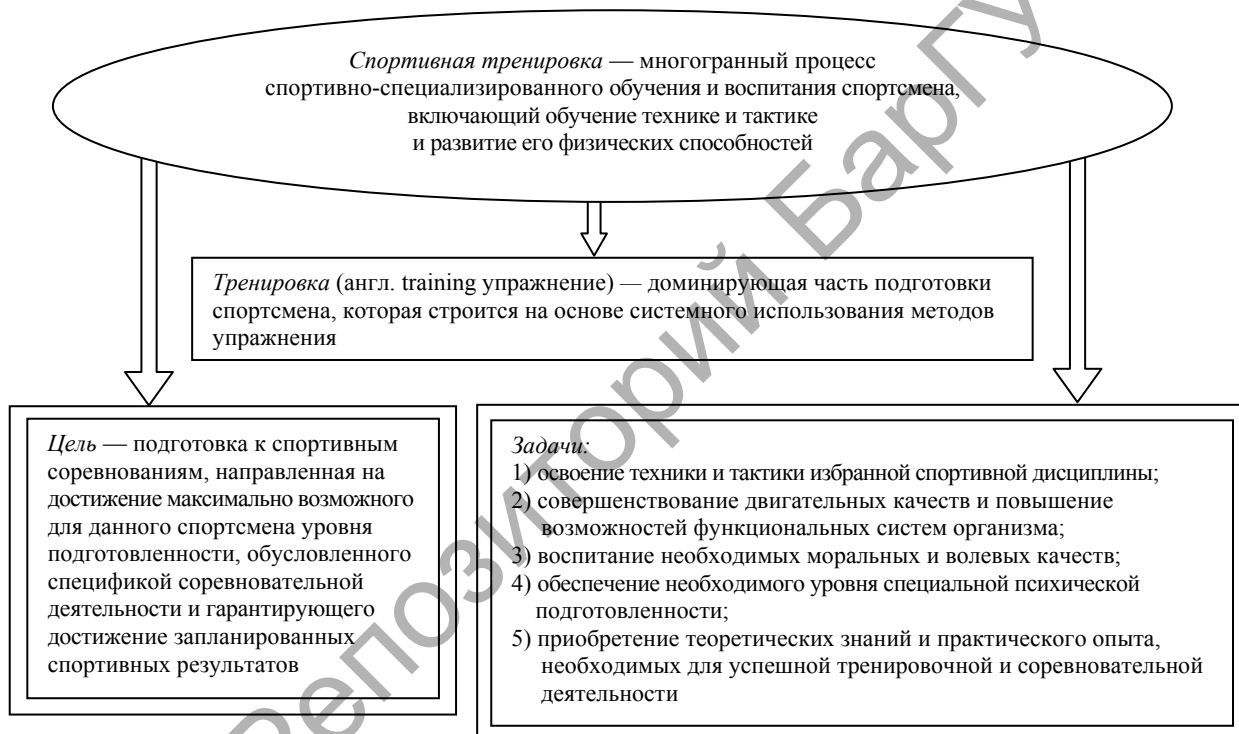 Спортивная тренировка — многогранный процесс
спортивно-специализированного обучения и воспитания спортсмена,
включающий обучение технике и тактике
и развитие его физических способностей
Тренировка (англ. training упражнение) — доминирующая часть подготовки
спортсмена, которая строится на основе системного использования методов
упражнения
Цель — подготовка к спортивным
соревнованиям, направленная на
достижение максимально возможного
для данного спортсмена уровня
подготовленности, обусловленного
спецификой соревновательной
деятельности и гарантирующего
достижение запланированных
спортивных результатов
Задачи:
1) освоение техники и тактики избранной спортивной дисциплины;
2) совершенствование двигательных качеств и повышение
возможностей функциональных систем организма;
3) воспитание необходимых моральных и волевых качеств;
4) обеспечение необходимого уровня специальной психической
подготовленности;
5) приобретение теоретических знаний и практического опыта,
необходимых для успешной тренировочной и соревновательной
деятельности
Репозиторий БарГУ